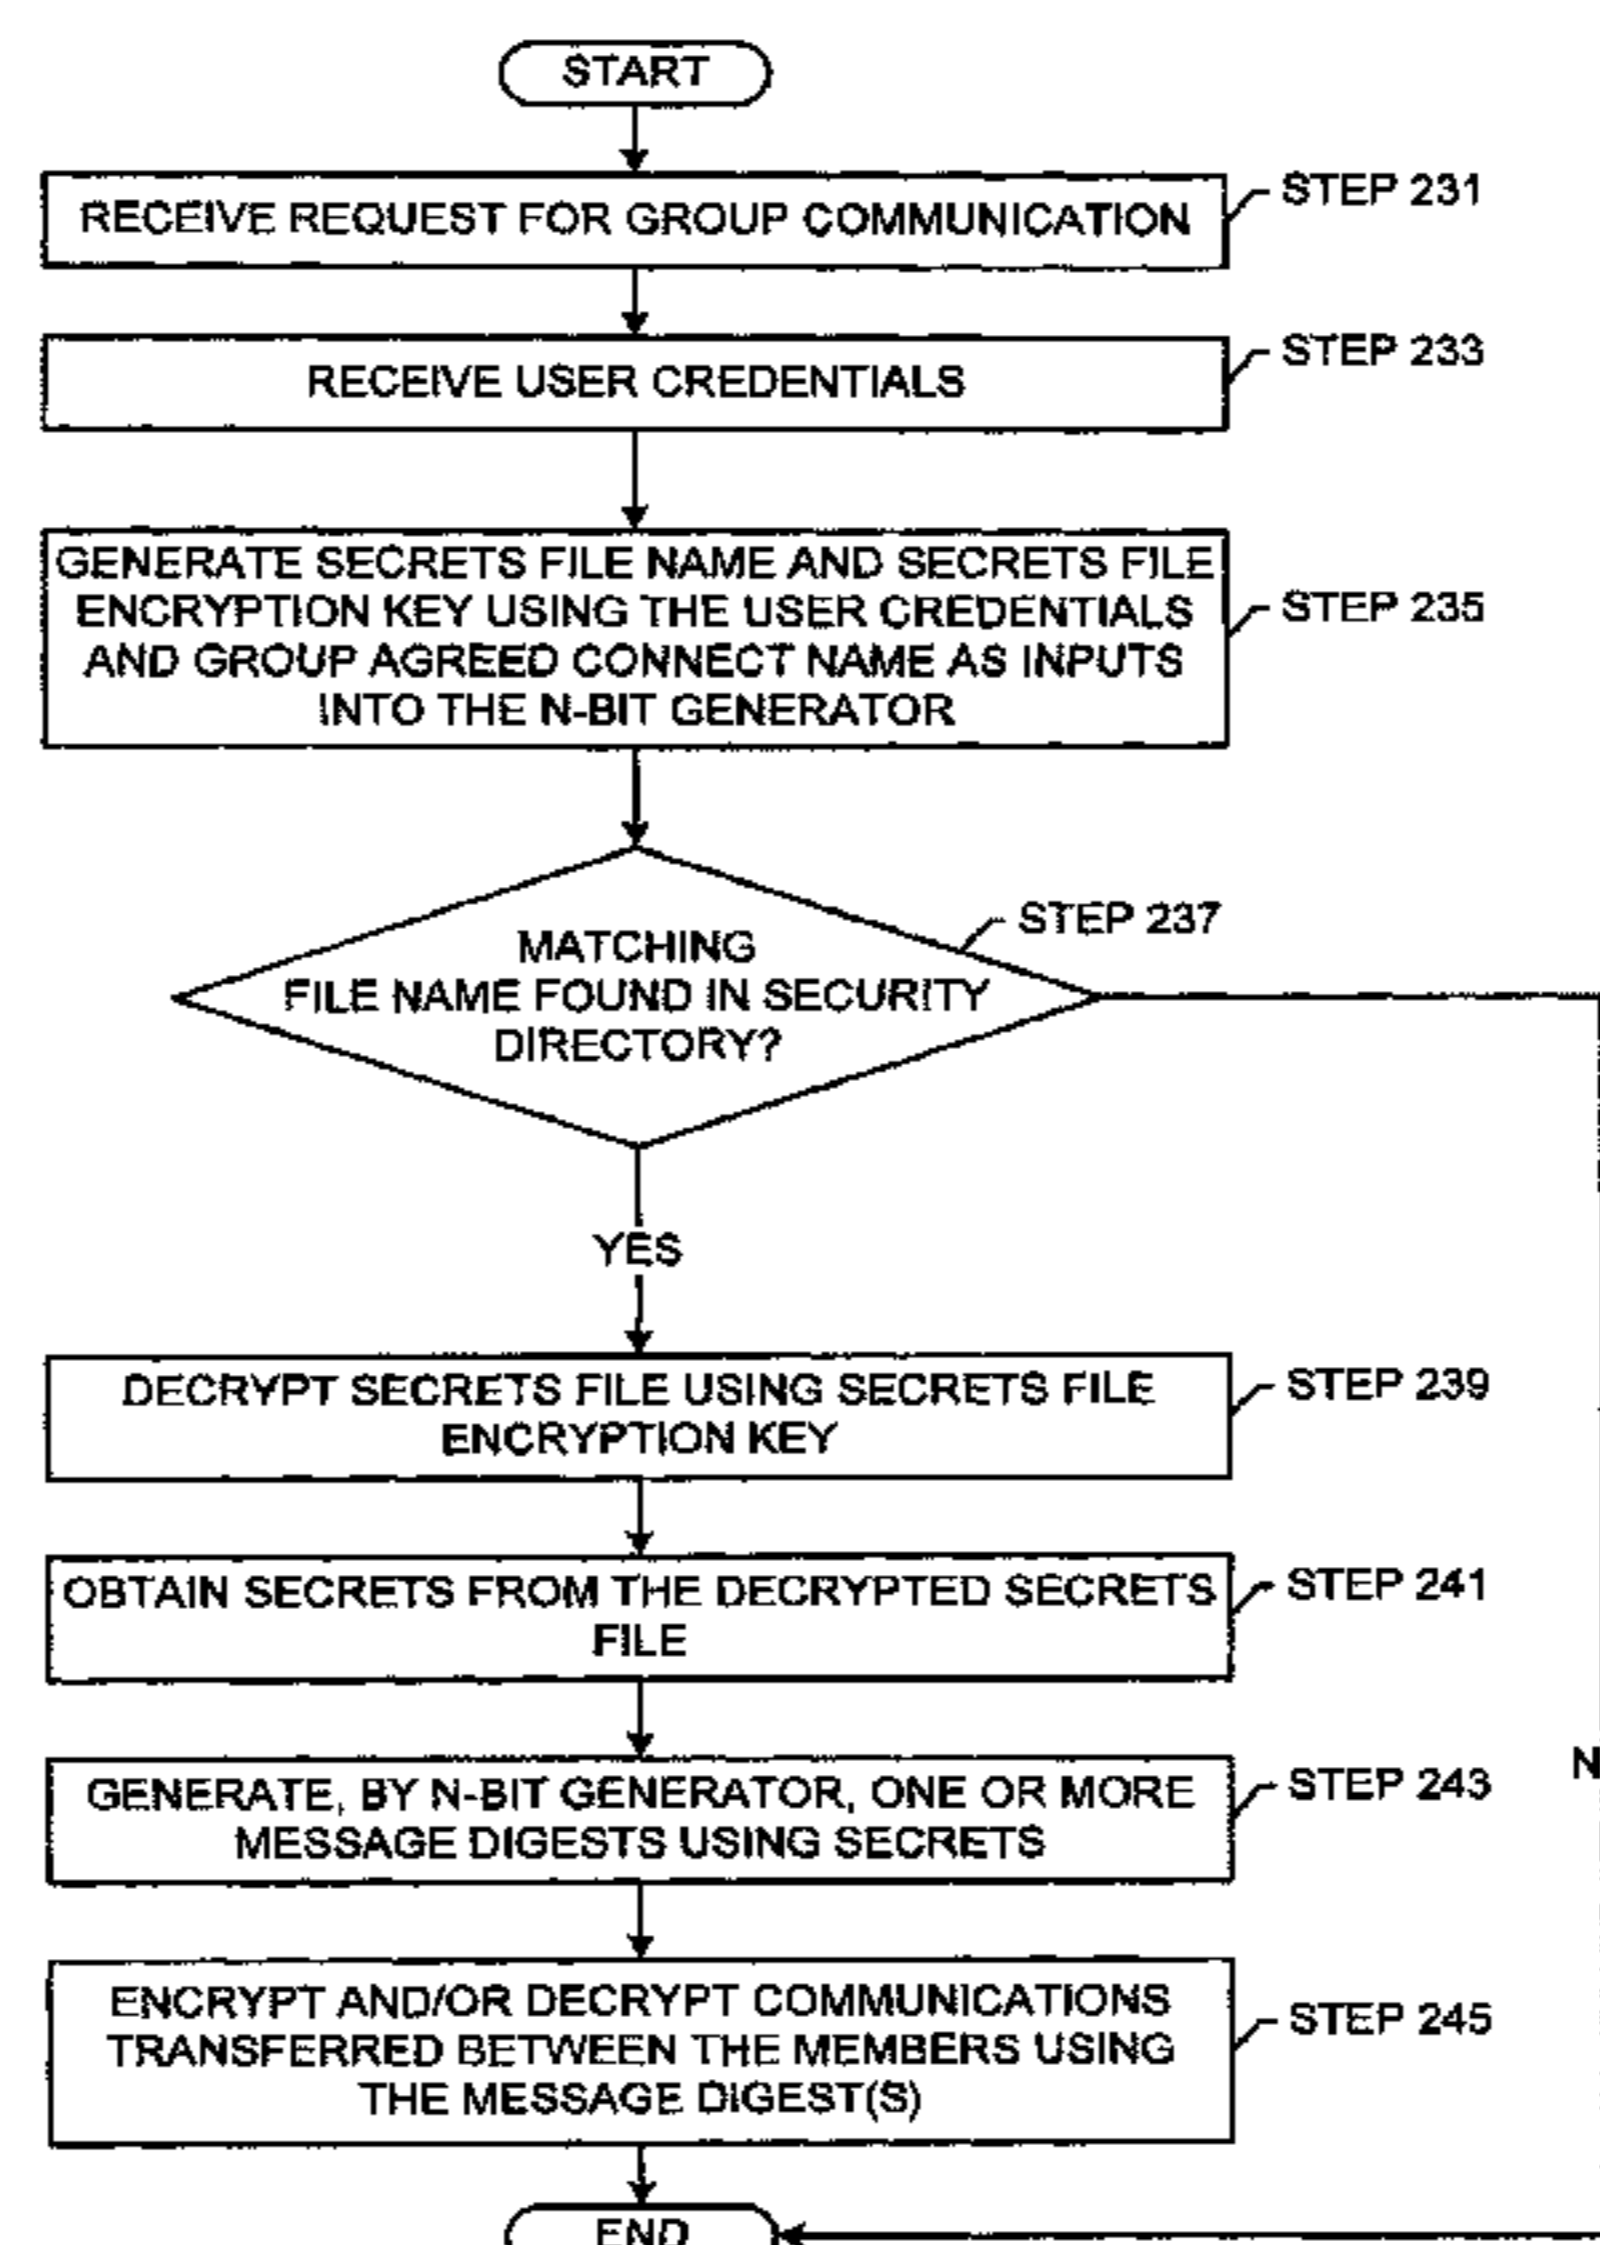 START
RECEIVE REQUEST FOR GROUP COMMUNICATION
STEP 231
RECEIVE USER CREDENTIALS
STEP 233
GENERATE SECRETS FILE NAME AND SECRETS FILE
ENCRYPTION KEY USING THE USER CREDENTIALS
AND GROUP AGREED CONNECT NAME AS INPUTS
INTO THE N-BIT GENERATOR
STEP 235
MATCHING
FILE NAME FOUND IN SECURITY
DIRECTORY?
STEP 237
YES
DECRYPT SECRETS FILE USING SECRETS FILE
ENCRYPTION KEY
STEP 239
OBTAIN SECRETS FROM THE DECRYPTED SECRETS
FILE
STEP 241
N
GENERATE, BY N-BIT GENERATOR, ONE OR MORE
MESSAGE DIGESTS USING SECRETS
STEP 243
ENCRYPT AND/OR DECRYPT COMMUNICATIONS
TRANSFERRED BETWEEN THE MEMBERS USING
THE MESSAGE DIGEST(S)
STEP 245
END